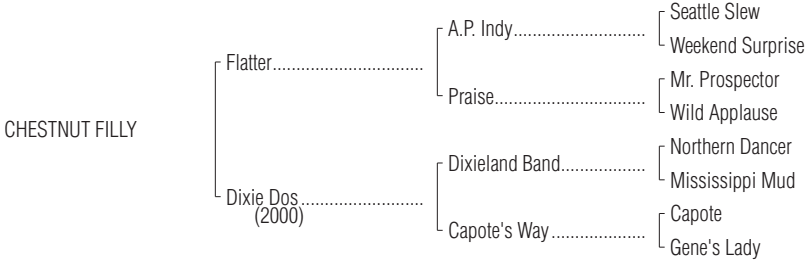 Seattle Slew
A.P. Indy..............................
Weekend Surprise
Flatter..................................
Mr. Prospector
Praise..................................
Wild Applause
CHESTNUT FILLY
Northern Dancer
Dixieland Band...................
Mississippi Mud
Dixie Dos...........................
(2000)
Capote
Capote's Way .....................
Gene's Lady